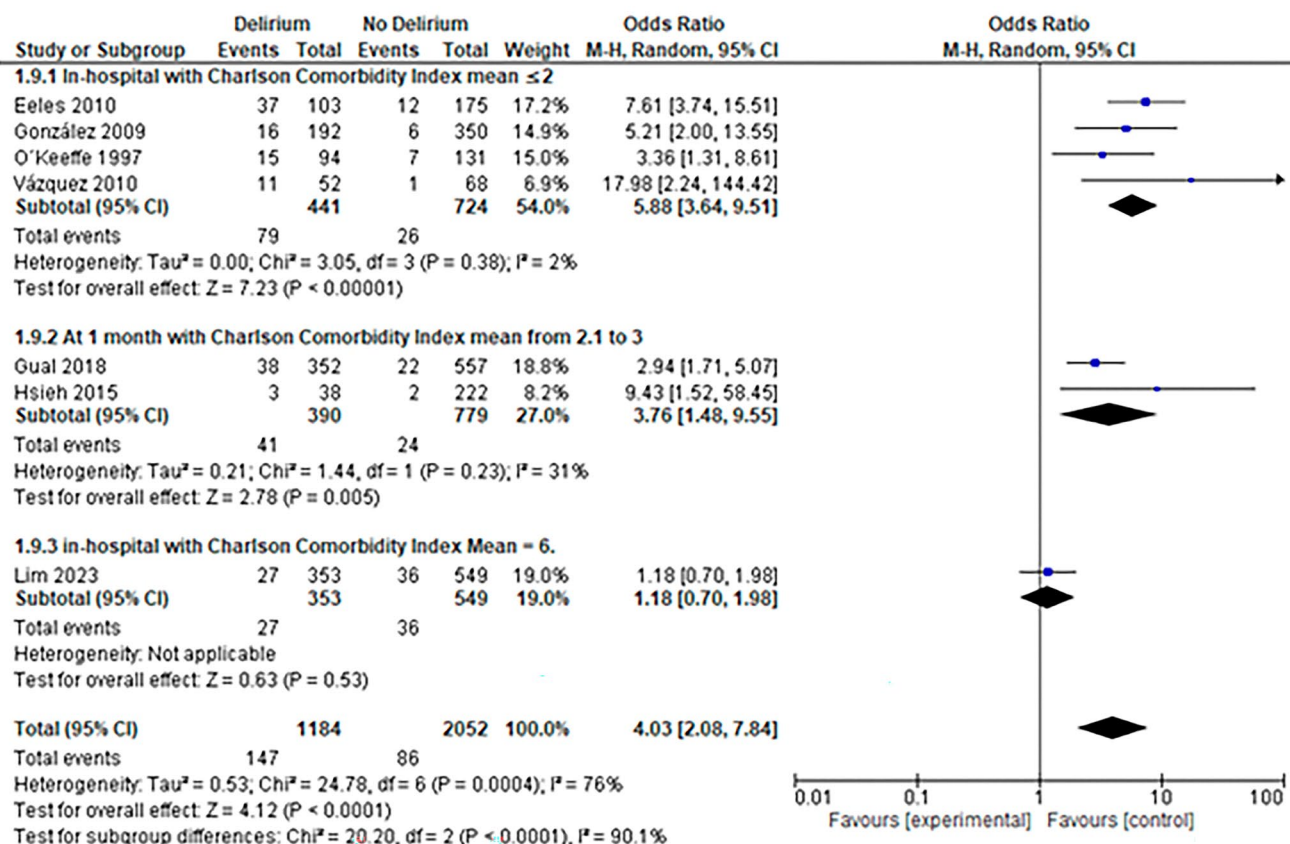 Delirium No Delirium Odds Ratio Odds Ratio
Study or Subgroup Events Total Events Total Weight M-H, Random, 95% CI M-H, Random, 95% CI
1.9.1 In-hospital with Charlson Comorbidity Index mean ≤2
Eeles 2010 37 103 12 175 17.2% 7.61 [3.74, 15.51]
González 2009 16 192 6 350 14.9% 5.21 [2.00, 13.55]
O´Keeffe 1997 15 94 7 131 15.0% 3.36 [1.31, 8.61]
Vázquez 2010 11 52 1 68 6.9% 17.98 [2.24, 144.42]
Subtotal (95% CI) 441 724 54.0% 5.88 [3.64, 9.51]
Total events 79 26
Heterogeneity: Tau² = 0.00; Chi² = 3.05, df = 3 (P = 0.38); I² = 2%
Test for overall effect: Z = 7.23 (P < 0.00001)
1.9.2 At 1 month with Charlson Comorbidity Index mean from 2.1 to 3
Gual 2018 38 352 22 557 18.8% 2.94 [1.71, 5.07]
Hsieh 2015 3 38 2 222 8.2% 9.43 [1.52, 58.45]
Subtotal (95% CI) 390 779 27.0% 3.76 [1.48, 9.55]
Total events 41 24
Heterogeneity: Tau² = 0.21; Chi² = 1.44, df = 1 (P = 0.23); I² = 31%
Test for overall effect: Z = 2.78 (P = 0.005)
1.9.3 in-hospital with Charlson Comorbidity Index Mean = 6.
Lim 2023 27 353 36 549 19.0% 1.18 [0.70, 1.98]
Subtotal (95% CI) 353 549 19.0% 1.18 [0.70, 1.98]
Total events 27 36
Heterogeneity: Not applicable
Test for overall effect: Z = 0.63 (P = 0.53)
Total (95% CI) 1184 2052 100.0% 4.03 [2.08, 7.84]
Total events 147 86
Heterogeneity: Tau² = 0.53; Chi² = 24.78, df = 6 (P = 0.0004); I² = 76%
Test for overall effect: Z = 4.12 (P < 0.0001)
Test for subgroup differences: Chi² = 20.20, df = 2 (P < 0.0001), I² = 90.1%
0.01 0.1 1 10 100
Favours [experimental] Favours [control]